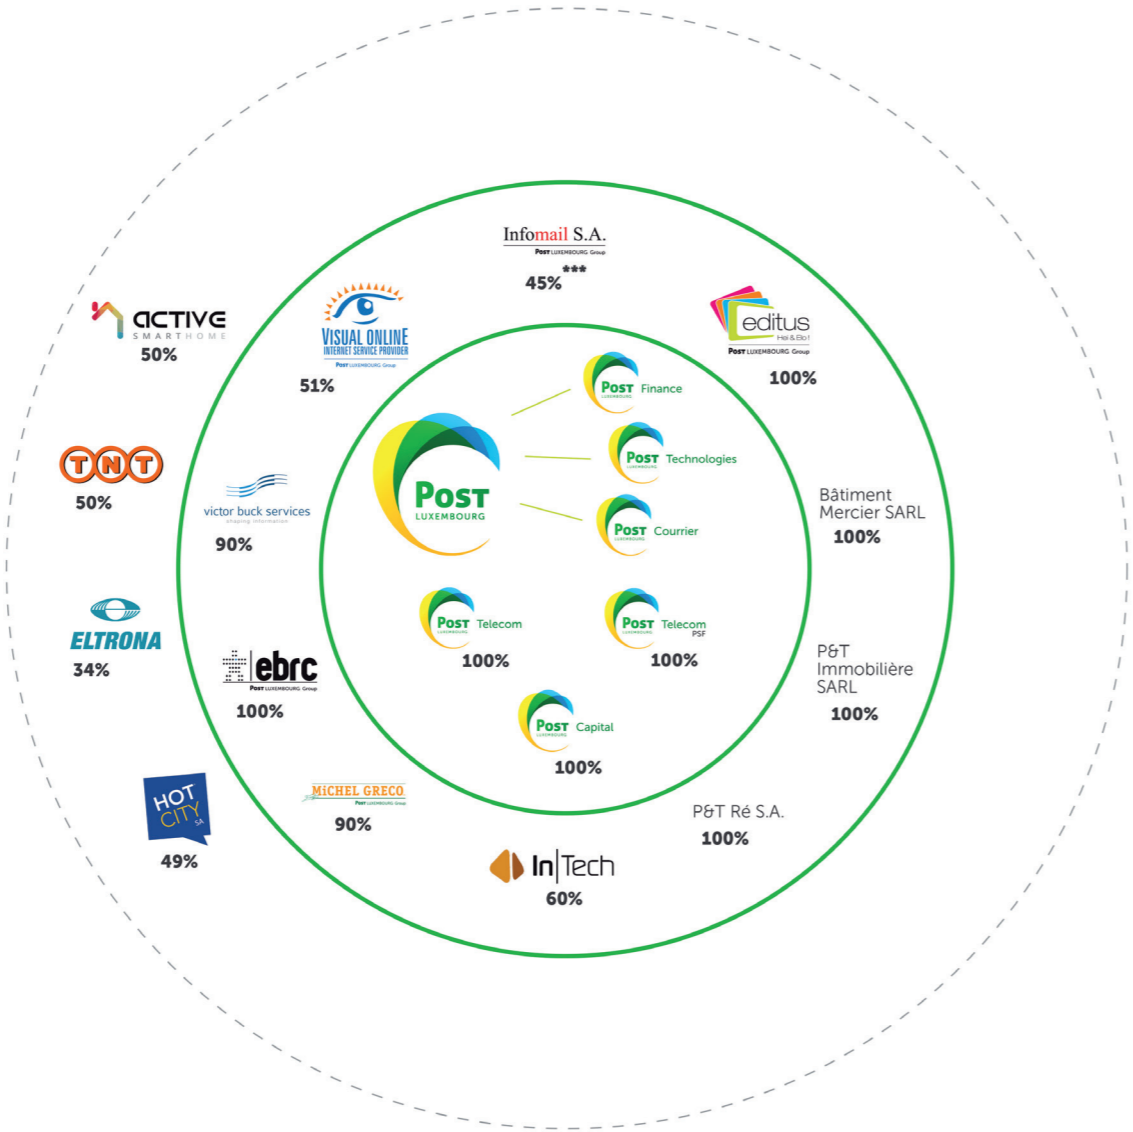 Infomail S.A.
POST LUXEMBOURG Group
45%***
VISUAL ONLINE
INTERNET SERVICE PROVIDER
POST LUXEMBOURG Group
51%
editus
Hei & Elo!
POST LUXEMBOURG Group
100%
ACTIVE
SMARTHOME
50%
TNT
50%
victor buck services
shaping information
90%
ELTRONA
34%
ebrc
POST LUXEMBOURG Group
100%
HOT
CITY
SA
49%
MiCHEL GRECO
POST LUXEMBOURG Group
90%
In|Tech
60%
P&T Ré S.A.
100%
P&T
Immobilière
SARL
100%
Bâtiment
Mercier SARL
100%
POST
LUXEMBOURG
POST Finance
LUXEMBOURG
POST Technologies
LUXEMBOURG
POST Courrier
LUXEMBOURG
POST Telecom
LUXEMBOURG
100%
POST Telecom
LUXEMBOURG PSF
100%
POST Capital
LUXEMBOURG
100%